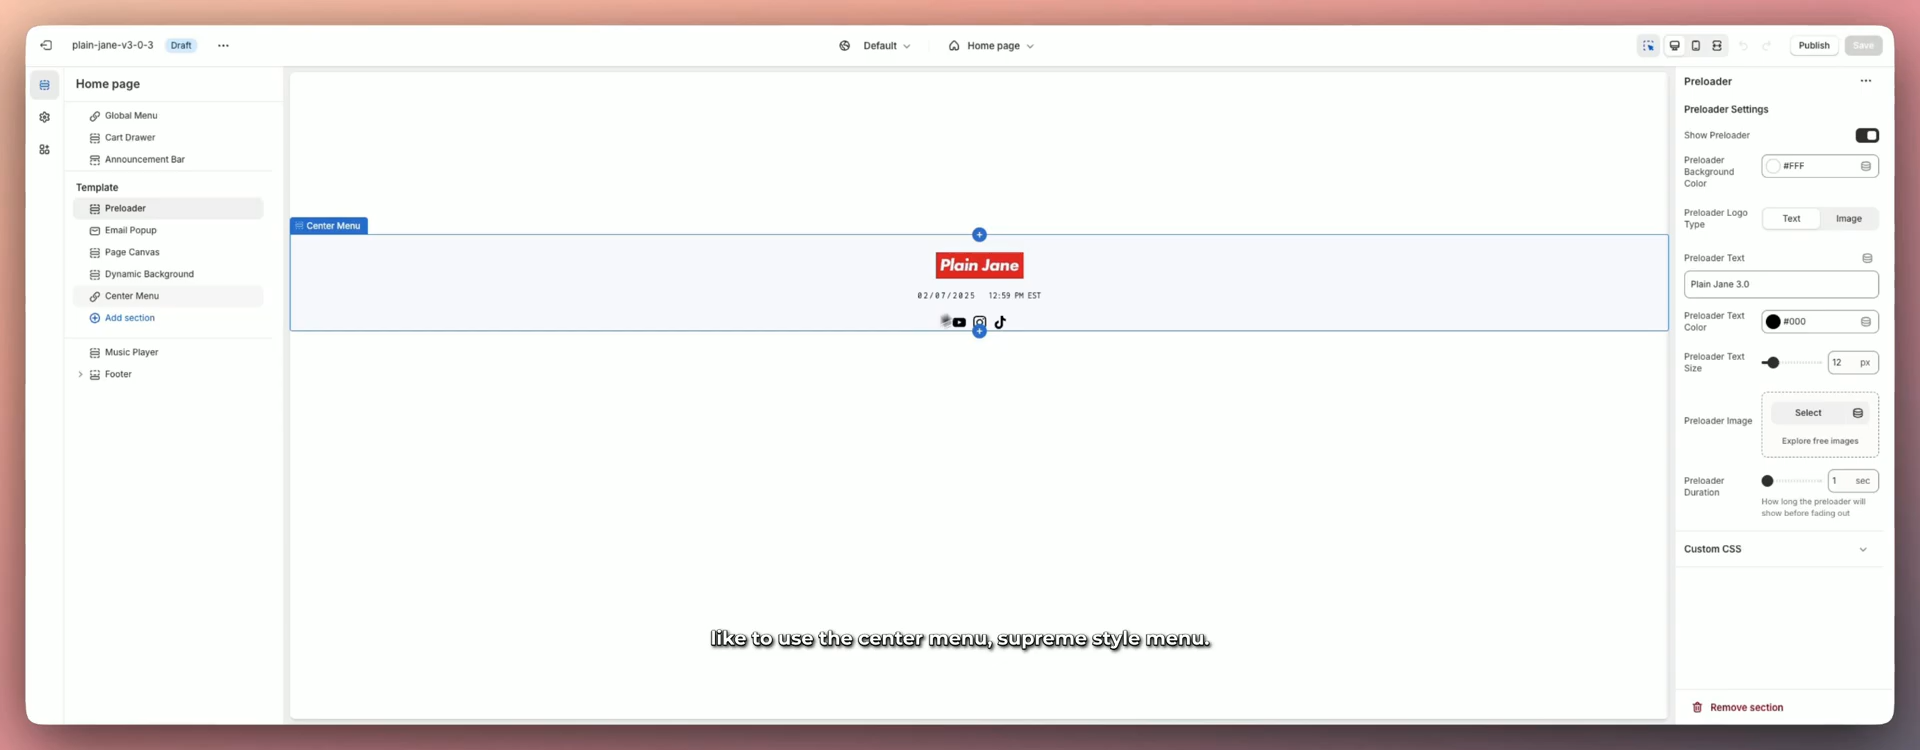 plain-jane-v3-0-3 Draft
Default
Home page
Publish
Save
Home page
Global Menu
Cart Drawer
Announcement Bar
Template
Preloader
Email Popup
Page Canvas
Dynamic Background
Center Menu
Add section
Music Player
Footer
Center Menu
Plain Jane
02/07/2025 12:59 PM EST
like to use the center menu, supreme style menu.
Preloader
Preloader Settings
Show Preloader
Preloader
Background
Color
#FFF
Preloader Logo
Type
Text
Image
Preloader Text
Plain Jane 3.0
Preloader Text
Color
#000
Preloader Text
Size
12 px
Preloader Image
Select
Explore free images
Preloader
Duration
1 sec
How long the preloader will
show before fading out
Custom CSS
Remove section